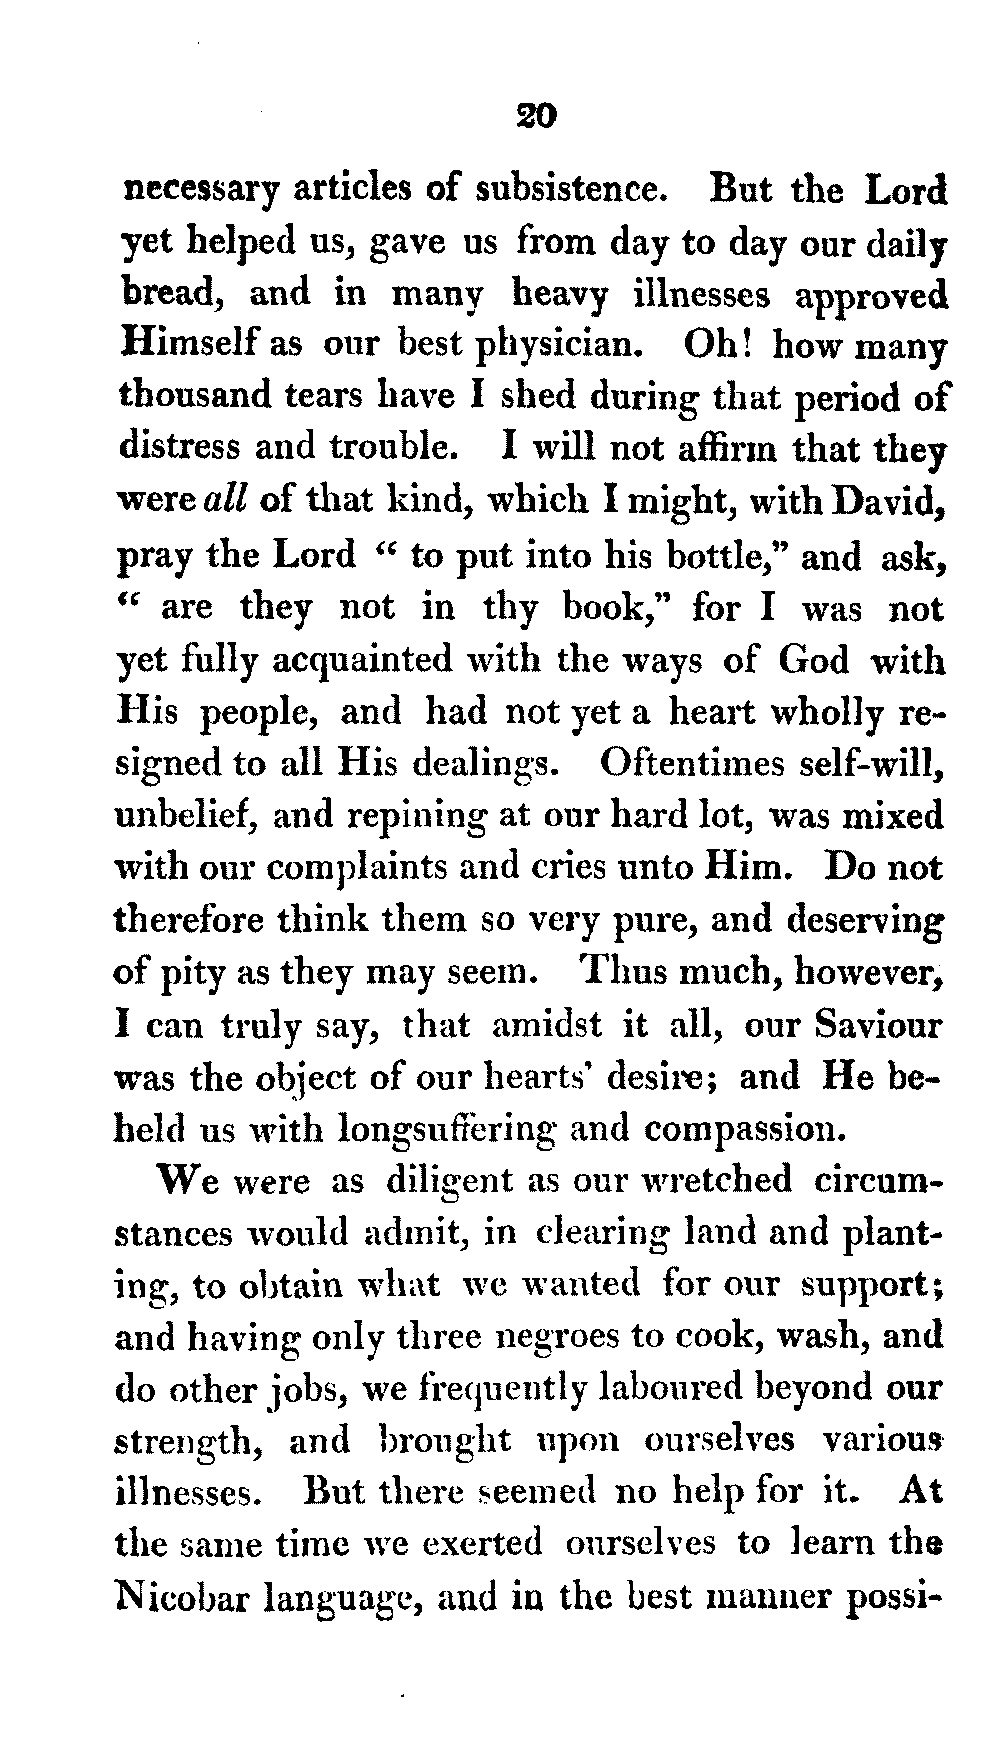 20
necessary articles of subsistence. But the Lord
yet helped us, gave us from day to day our daily
bread, and in many heavy illnesses approved
Himself as our best physician. Oh! how many
thousand tears have I shed during that period of
distress and trouble. I will not affirm that they
were all of that kind, which I might, with David,
pray the Lord “ to put into his bottle,” and ask,
“ are they not in thy book,” for I was not
yet fully acquainted with the ways of God with
His people, and had not yet a heart wholly re-
signed to all His dealings. Oftentimes self-will,
unbelief, and repining at our hard lot, was mixed
with our complaints and cries unto Him. Do not
therefore think them so very pure, and deserving
of pity as they may seem. Thus much, however,
I can truly say, that amidst it all, our Saviour
was the object of our hearts' desire; and He be-
held us with longsuffering and compassion.
We were as diligent as our wretched circum-
stances would admit, in clearing land and plant-
ing, to obtain what we wanted for our support;
and having only three negroes to cook, wash, and
do other jobs, we frequently laboured beyond our
strength, and brought upon ourselves various
illnesses. But there seemed no help for it. At
the same time we exerted ourselves to learn the
Nicobar language, and in the best manner possi-